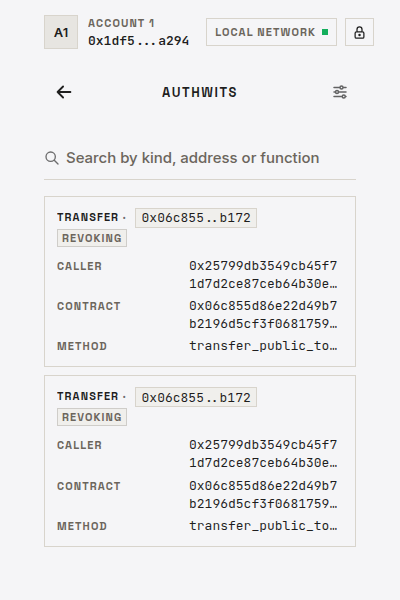 A1
ACCOUNT 1
0x1df5...a294
LOCAL NETWORK
AUTHWITS
Search by kind, address or function
TRANSFER · 0x06c855..b172
REVOKING
CALLER 0x25799db3549cb45f7
1d7d2ce87ceb64b30e…
CONTRACT 0x06c855d86e22d49b7
b2196d5cf3f0681759…
METHOD transfer_public_to…
TRANSFER · 0x06c855..b172
REVOKING
CALLER 0x25799db3549cb45f7
1d7d2ce87ceb64b30e…
CONTRACT 0x06c855d86e22d49b7
b2196d5cf3f0681759…
METHOD transfer_public_to…